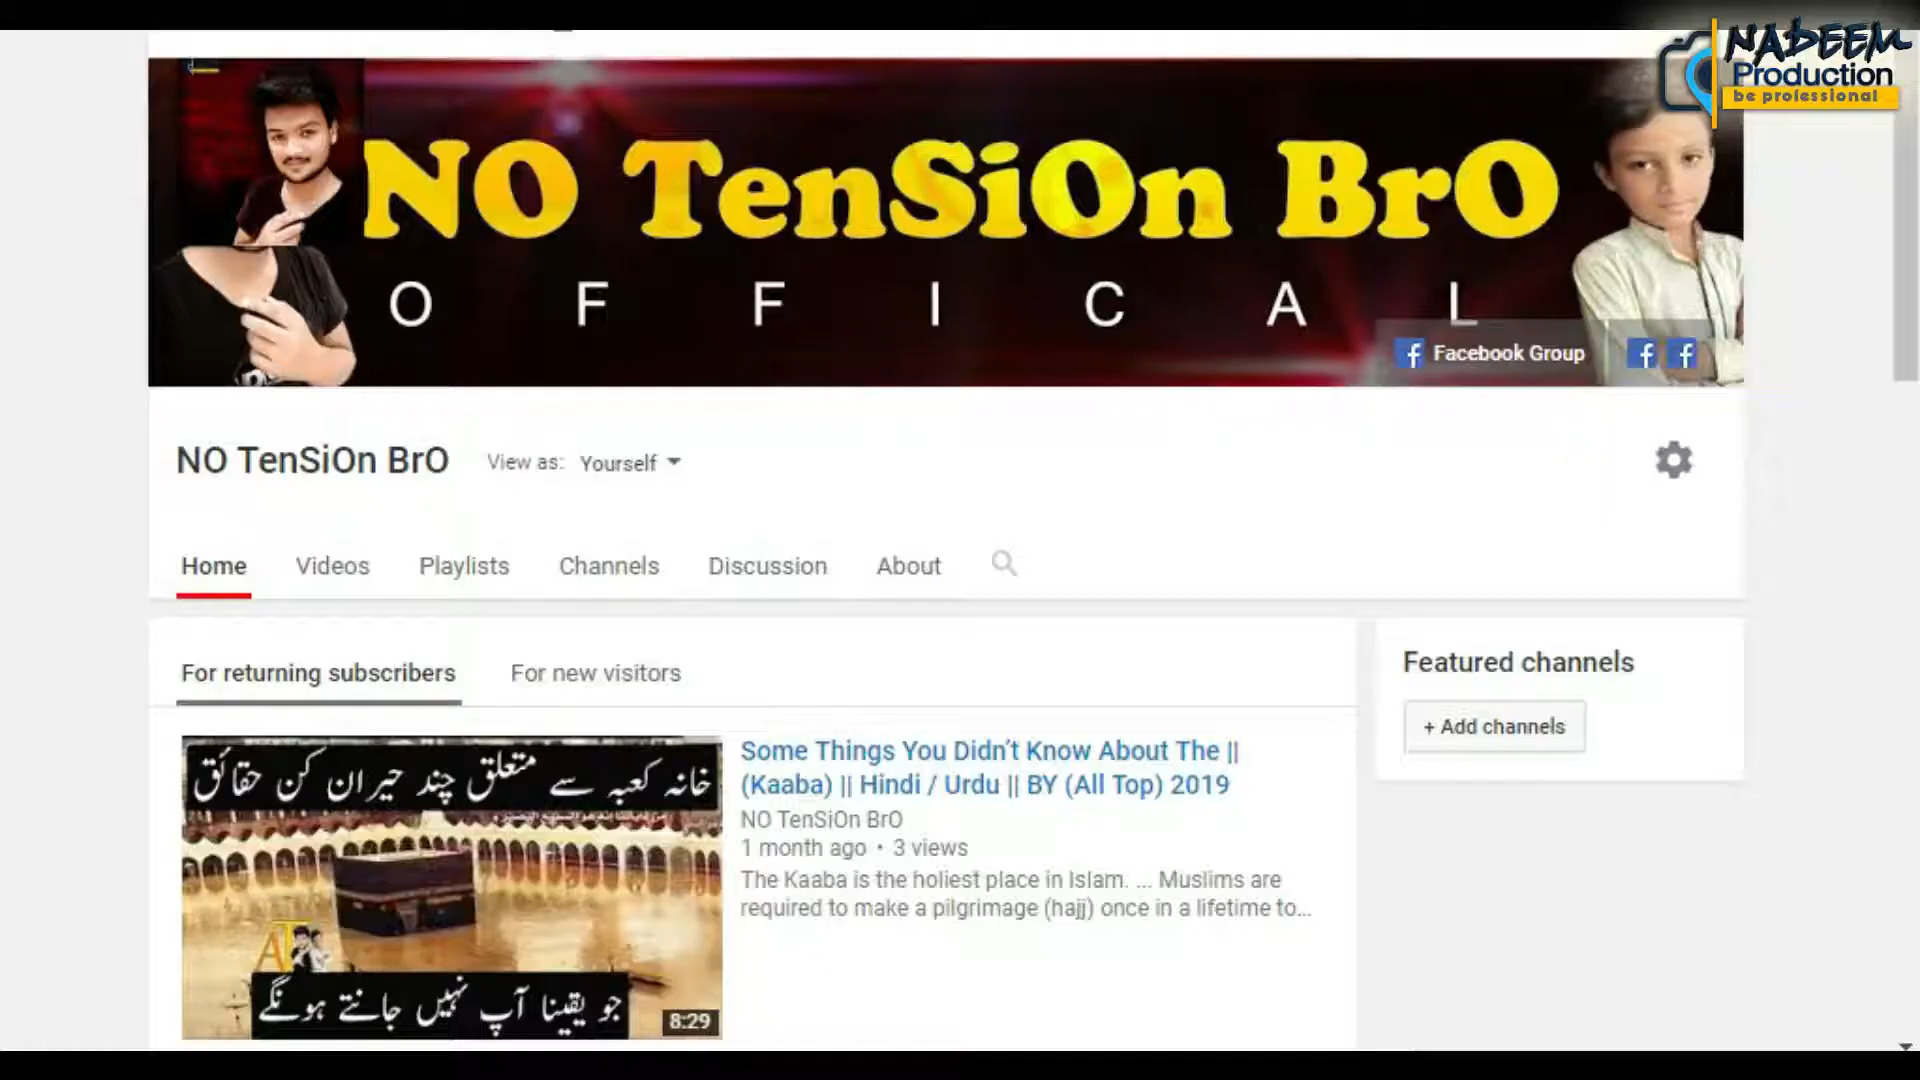 NADEEM
Production
be professional
NO TenSiOn BrO
OFFICAL
Facebook Group
NO TenSiOn BrO
View as: Yourself
Home Videos Playlists Channels Discussion About
For returning subscribers For new visitors
Featured channels
+ Add channels
خانہ کعبہ سے متعلق چند حیران کن حقائق
AT
جو یقینا آپ نہیں جانتے ہونگے
8:29
Some Things You Didn't Know About The ||
(Kaaba) || Hindi / Urdu || BY (All Top) 2019
NO TenSiOn BrO
1 month ago • 3 views
The Kaaba is the holiest place in Islam. ... Muslims are
required to make a pilgrimage (hajj) once in a lifetime to...